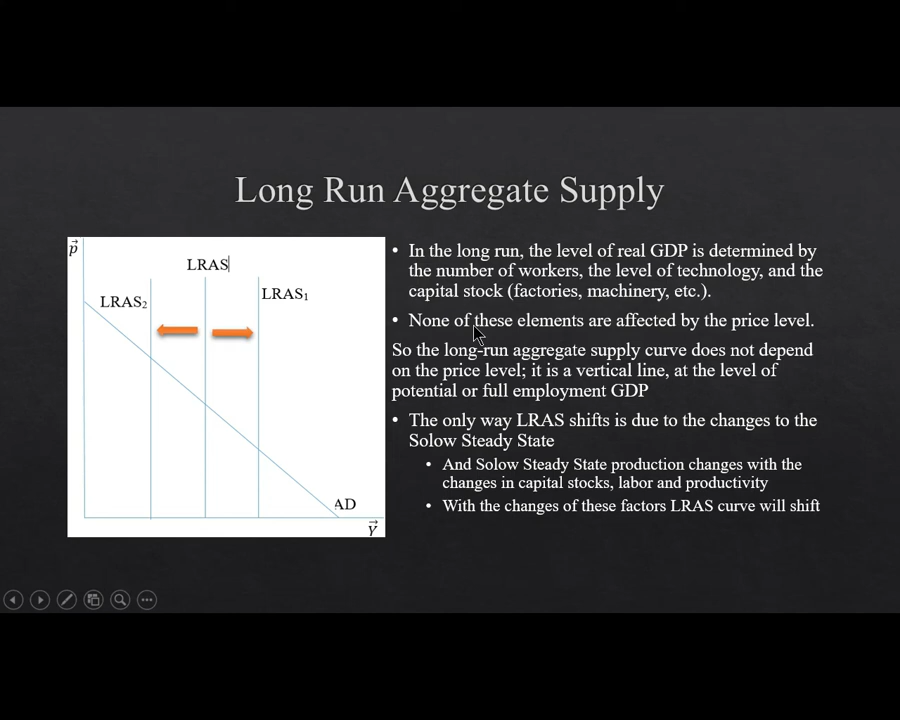 Long Run Aggregate Supply
p⃗
LRAS
LRAS₂
LRAS₁
AD
Y⃗
• In the long run, the level of real GDP is determined by
the number of workers, the level of technology, and the
capital stock (factories, machinery, etc.).
• None of these elements are affected by the price level.
So the long-run aggregate supply curve does not depend
on the price level; it is a vertical line, at the level of
potential or full employment GDP
• The only way LRAS shifts is due to the changes to the
Solow Steady State
• And Solow Steady State production changes with the
changes in capital stocks, labor and productivity
• With the changes of these factors LRAS curve will shift